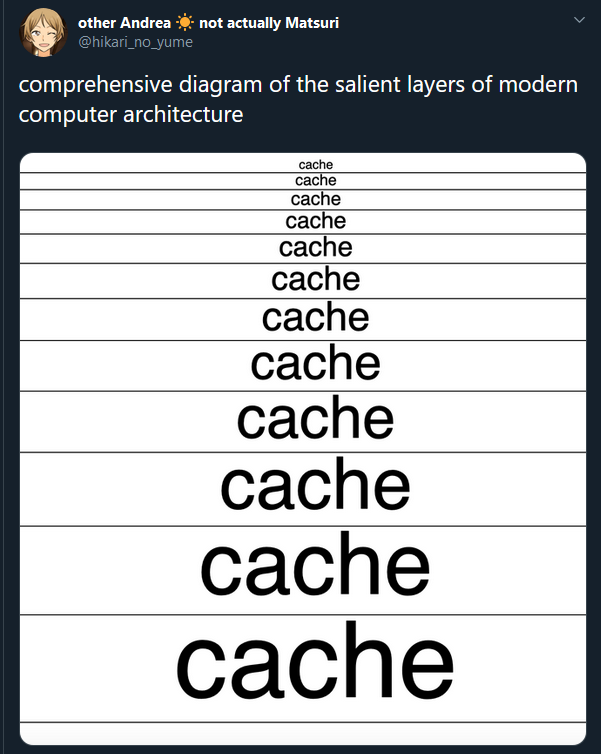 other Andrea ☀ not actually Matsuri
@hikari_no_yume
comprehensive diagram of the salient layers of modern
computer architecture
cache
cache
cache
cache
cache
cache
cache
cache
cache
cache
cache
cache